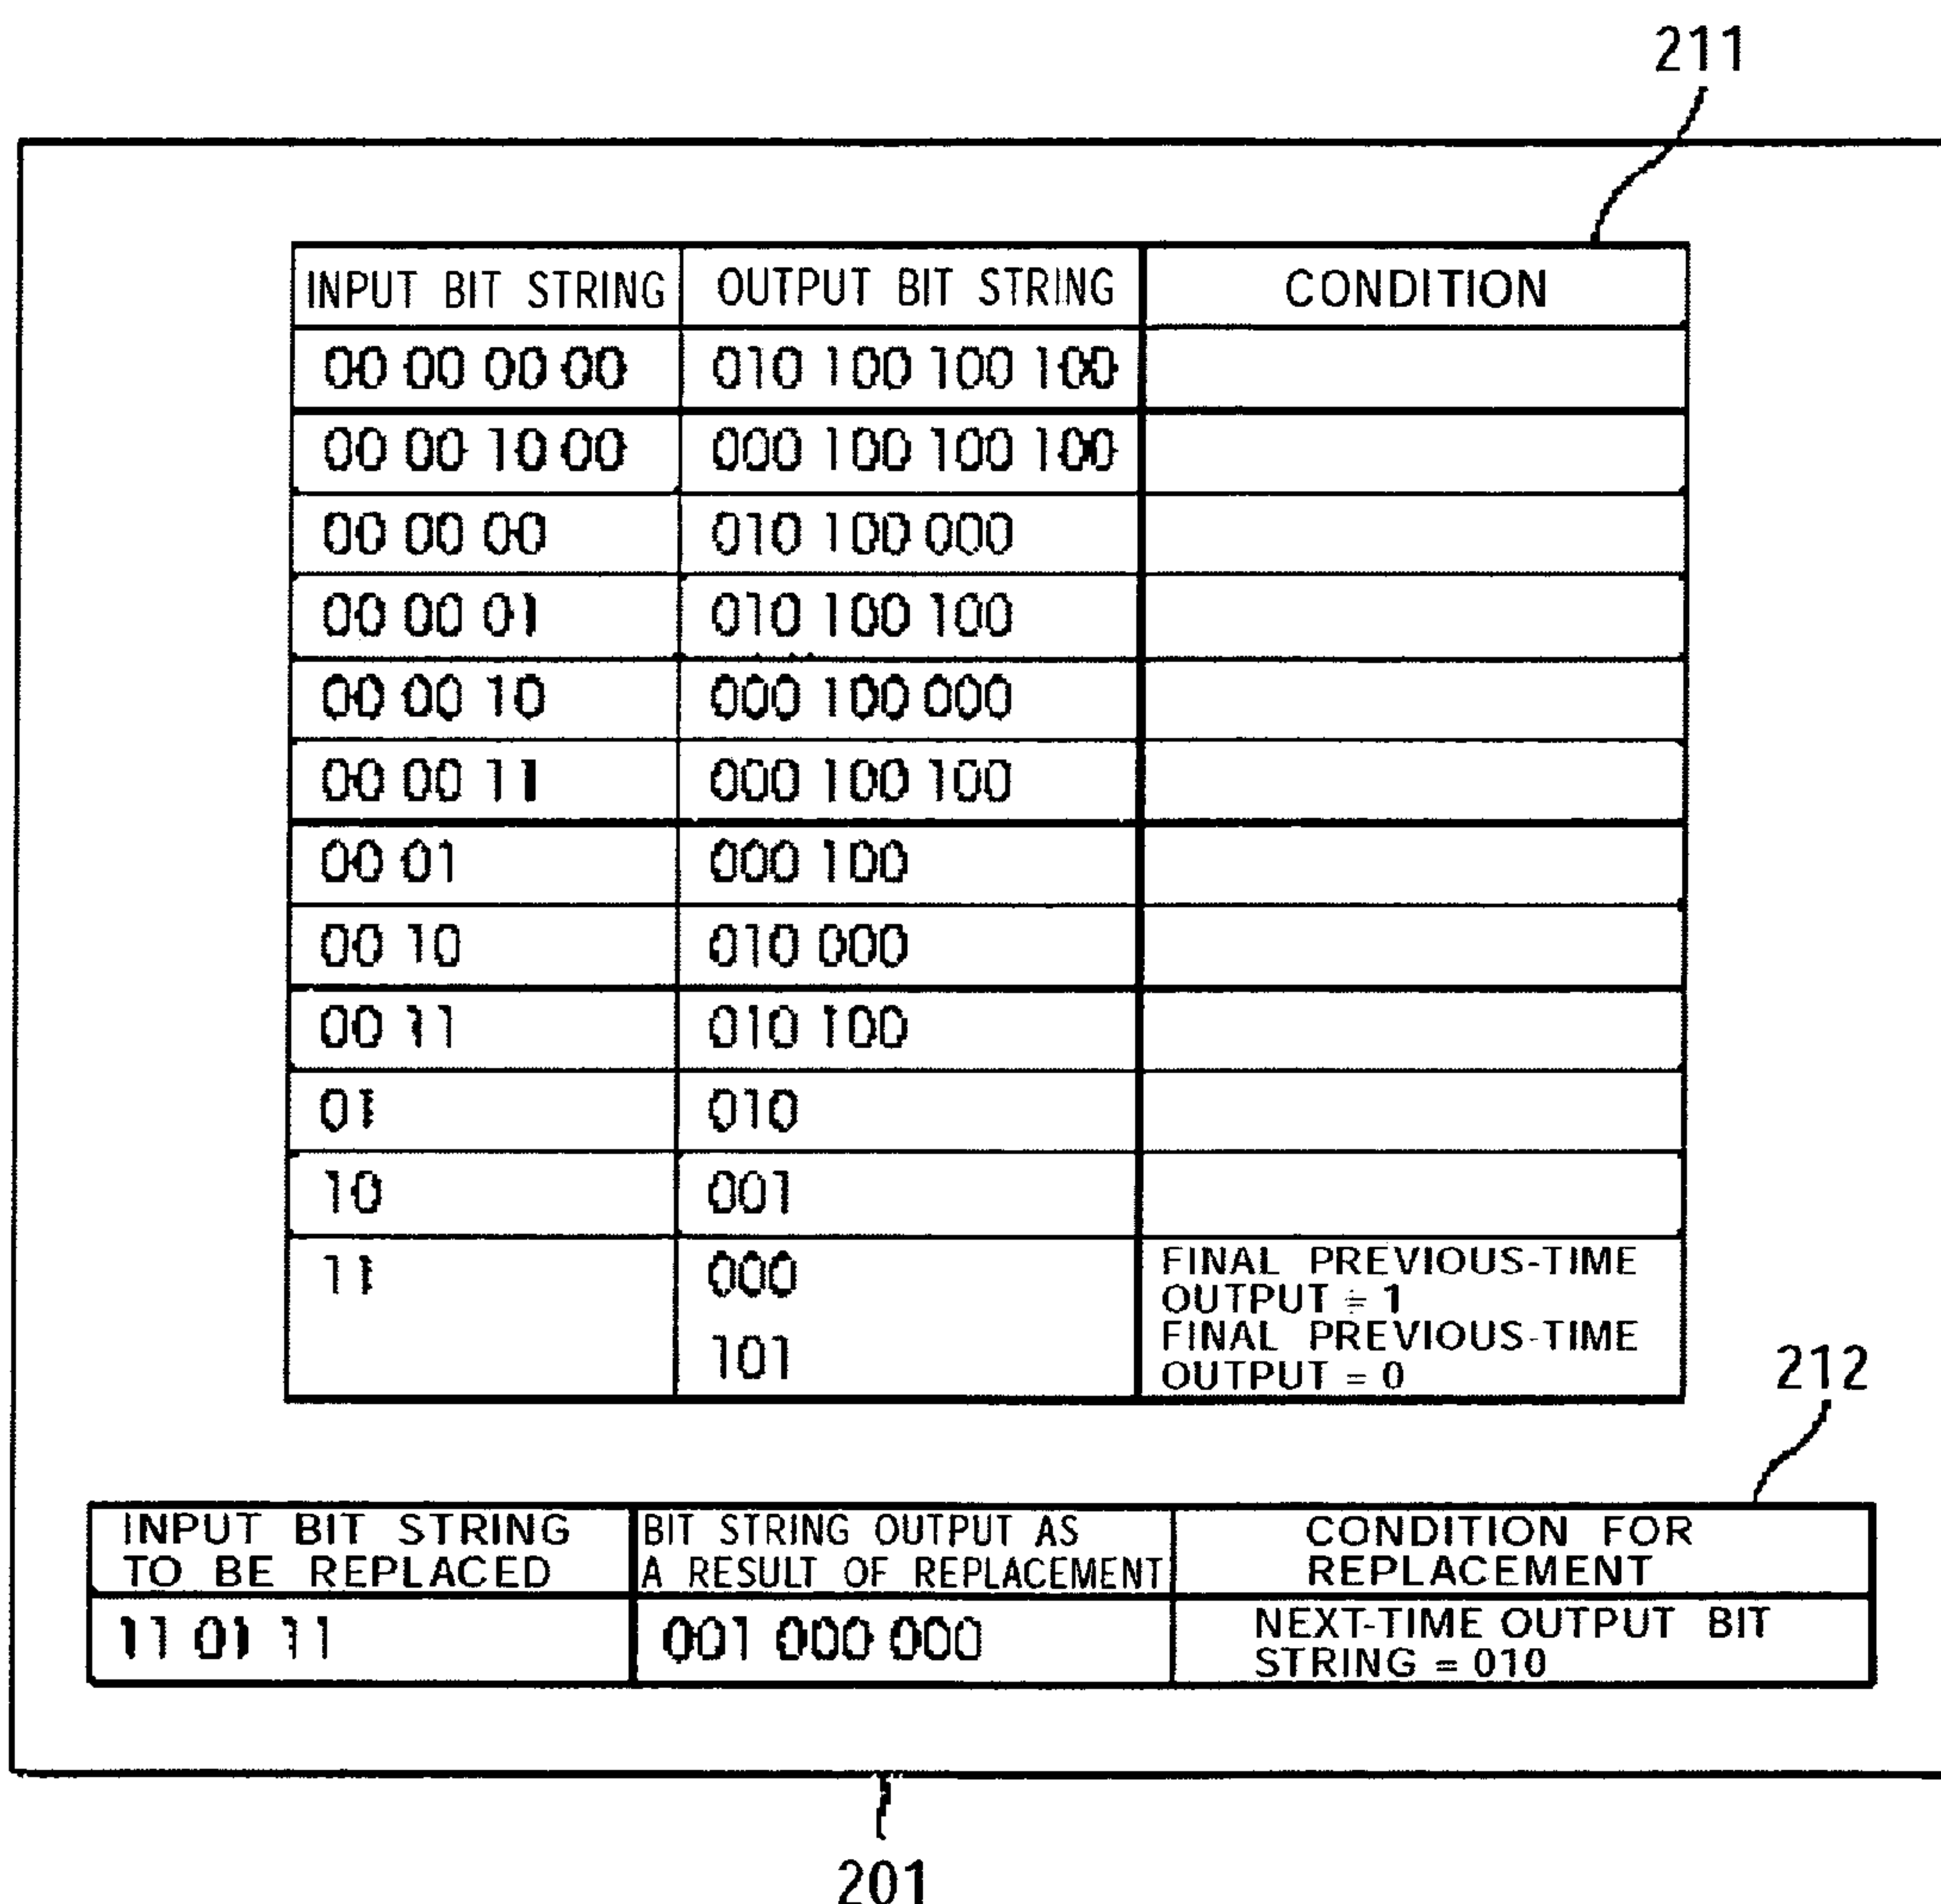 211
INPUT BIT STRING OUTPUT BIT STRING CONDITION
00 00 00 00 010 100 100 100
00 00 10 00 000 100 100 100
00 00 00 010 100 000
00 00 01 010 100 100
00 00 10 000 100 000
00 00 11 000 100 100
00 01 000 100
00 10 010 000
00 11 010 100
01 010
10 001
11 000 FINAL PREVIOUS-TIME
OUTPUT = 1
101 FINAL PREVIOUS-TIME
OUTPUT = 0
212
INPUT BIT STRING TO BE REPLACED BIT STRING OUTPUT AS A RESULT OF REPLACEMENT CONDITION FOR REPLACEMENT
11 01 11 001 000 000 NEXT-TIME OUTPUT BIT
STRING = 010
201